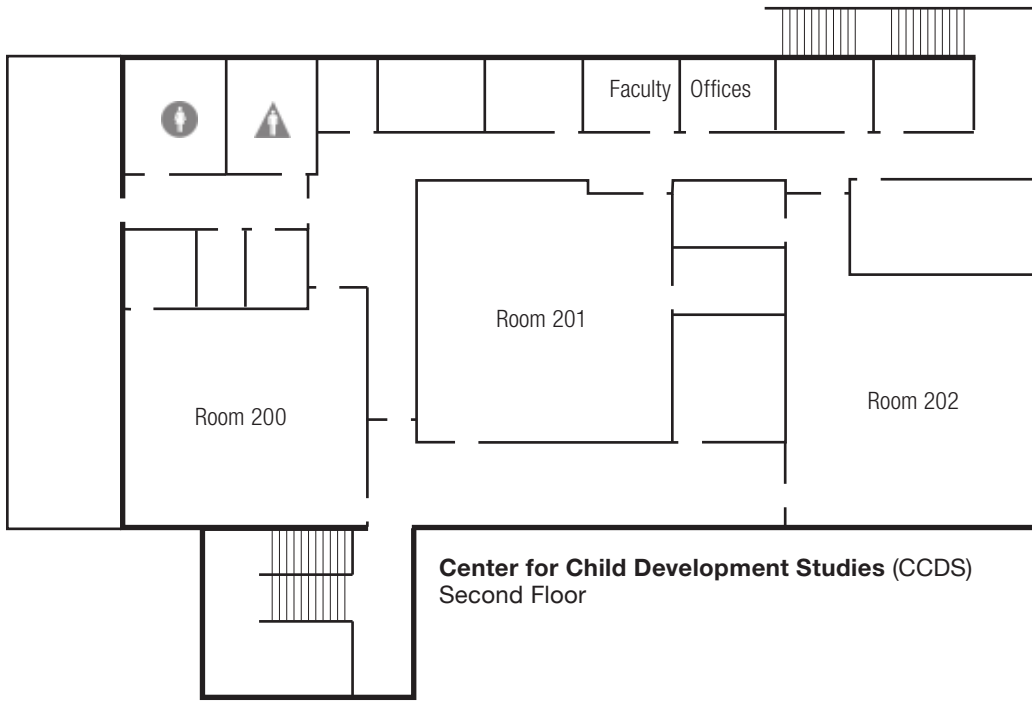 Faculty Offices
Room 201
Room 202
Room 200
Center for Child Development Studies (CCDS)
Second Floor